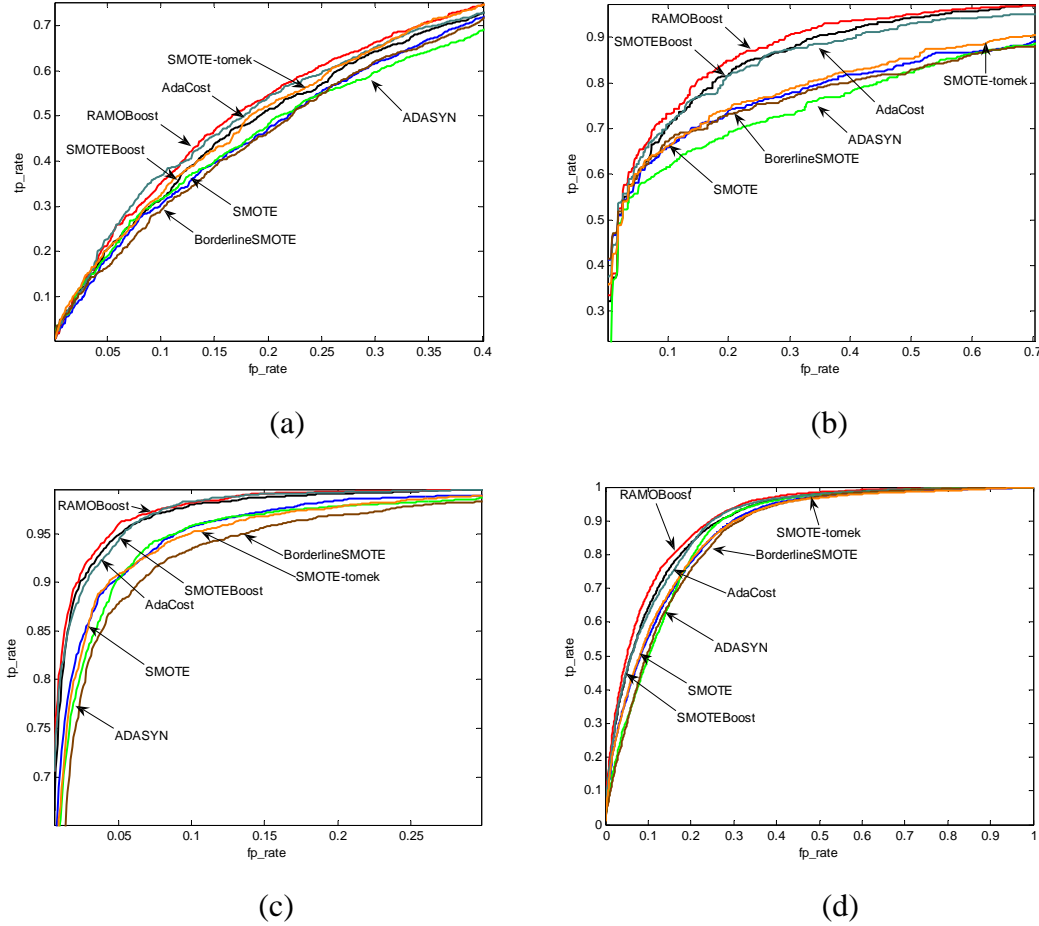 0.7
0.6
0.5
0.4
0.3
0.2
0.1
tp_rate
SMOTE-tomek
AdaCost
RAMOBoost
SMOTEBoost
ADASYN
SMOTE
BorderlineSMOTE
0.05 0.1 0.15 0.2 0.25 0.3 0.35 0.4
fp_rate
(a)
0.9
0.8
0.7
0.6
0.5
0.4
0.3
tp_rate
RAMOBoost
SMOTEBoost
SMOTE-tomek
AdaCost
ADASYN
BorerlineSMOTE
SMOTE
0.1 0.2 0.3 0.4 0.5 0.6 0.7
fp_rate
(b)
0.95
0.9
0.85
0.8
0.75
0.7
tp_rate
RAMOBoost
BorderlineSMOTE
SMOTE-tomek
SMOTEBoost
AdaCost
SMOTE
ADASYN
0.05 0.1 0.15 0.2 0.25
fp_rate
(c)
1
0.9
0.8
0.7
0.6
0.5
0.4
0.3
0.2
0.1
0
tp_rate
RAMOBoost
SMOTE-tomek
BorderlineSMOTE
AdaCost
ADASYN
SMOTE
SMOTEBoost
0 0.1 0.2 0.3 0.4 0.5 0.6 0.7 0.8 0.9 1
fp_rate
(d)